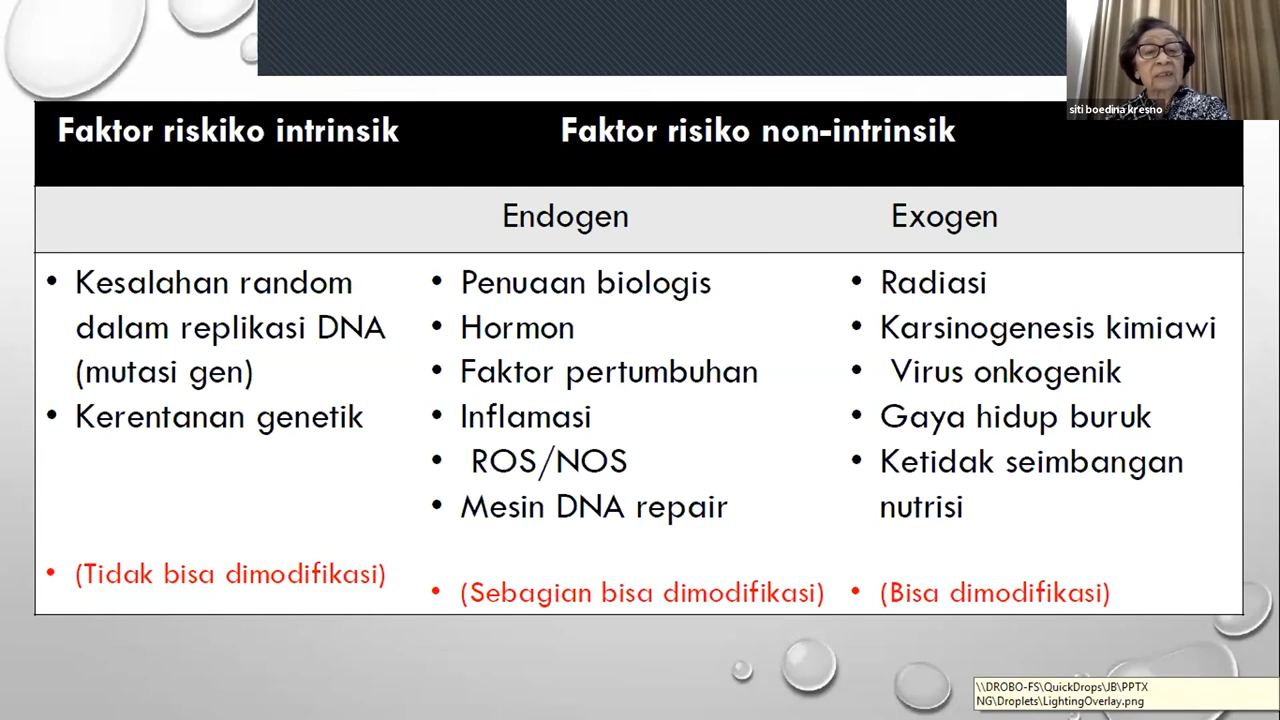 siti boedina kresno
Faktor riskiko intrinsik
Faktor risiko non-intrinsik
Endogen
Exogen
• Kesalahan random
dalam replikasi DNA
(mutasi gen)
• Kerentanan genetik
• (Tidak bisa dimodifikasi)
• Penuaan biologis
• Hormon
• Faktor pertumbuhan
• Inflamasi
• ROS/NOS
• Mesin DNA repair
• (Sebagian bisa dimodifikasi)
• Radiasi
• Karsinogenesis kimiawi
• Virus onkogenik
• Gaya hidup buruk
• Ketidak seimbangan
nutrisi
• (Bisa dimodifikasi)
\\DROBO-FS\QuickDrops\JB\PPTX
NG\Droplets\LightingOverlay.png